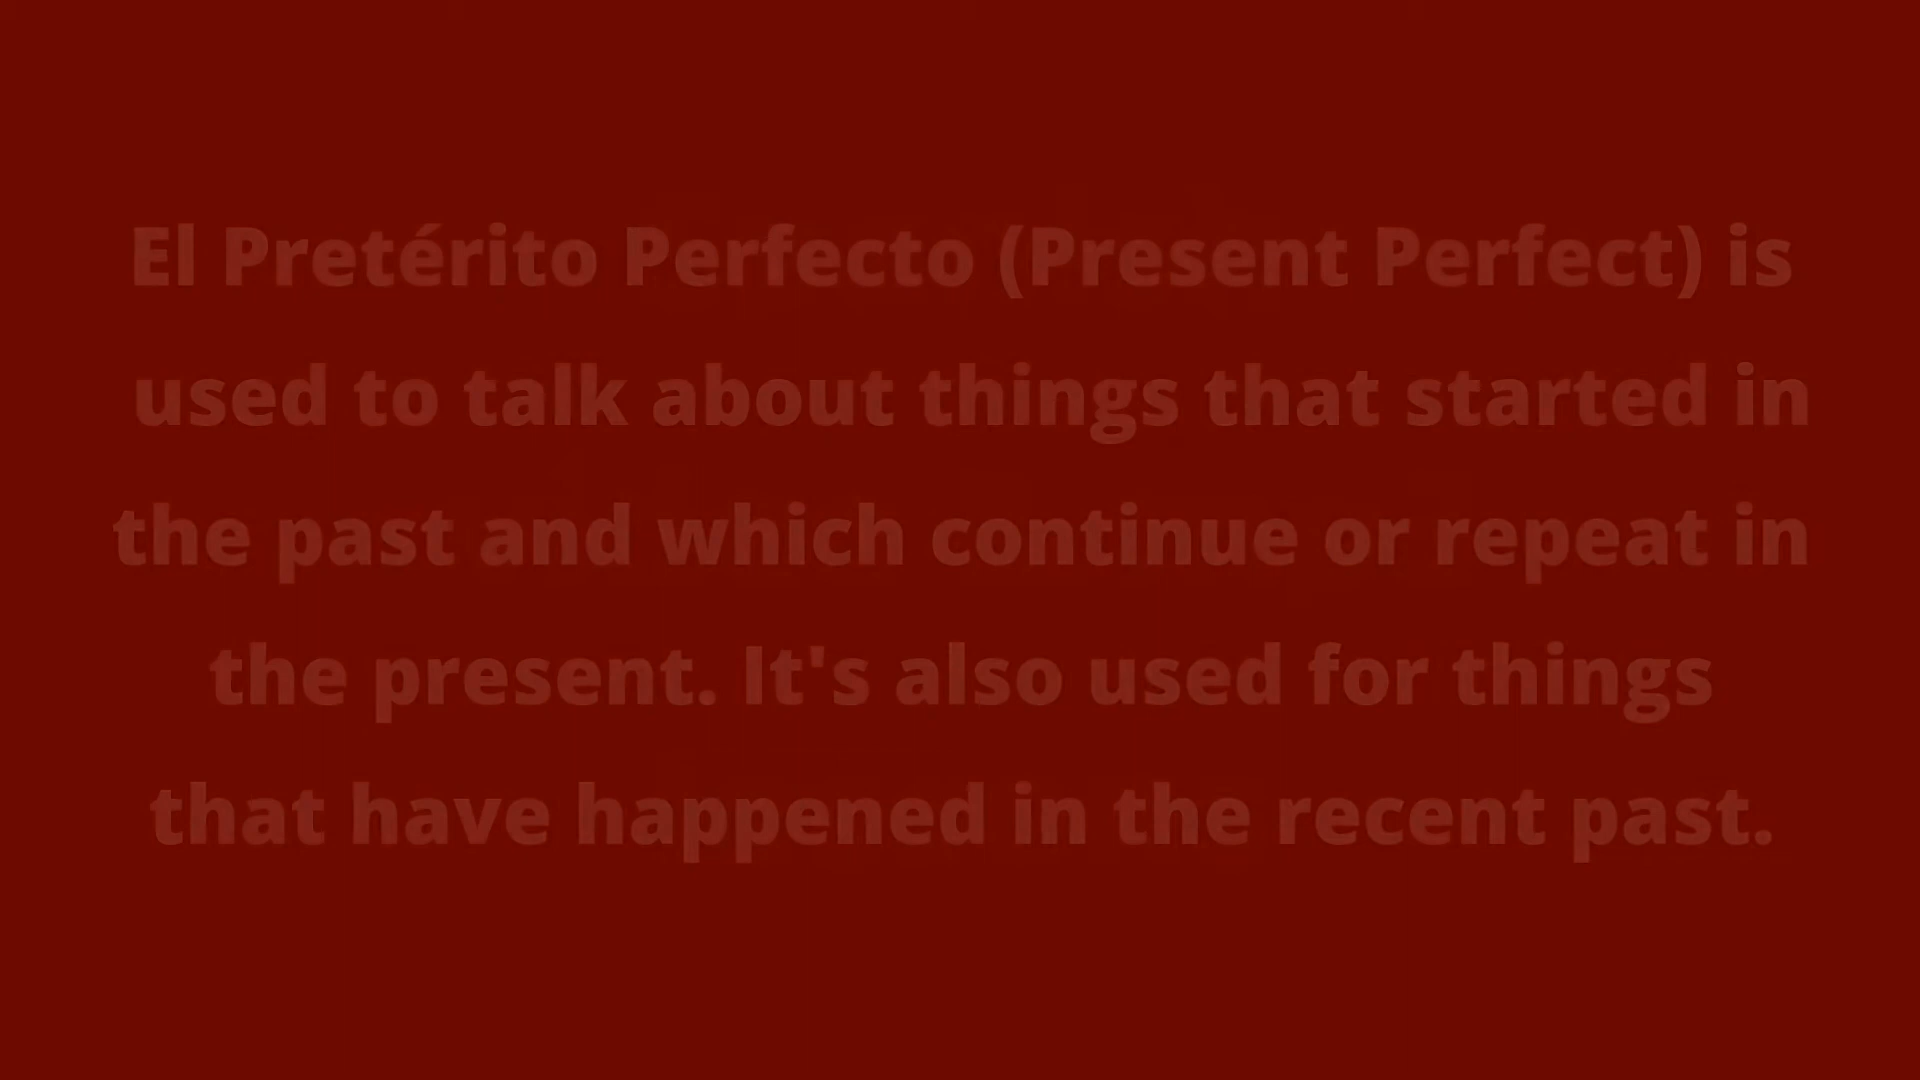 El Pretérito Perfecto (Present Perfect) is
used to talk about things that started in
the past and which continue or repeat in
the present. It's also used for things
that have happened in the recent past.